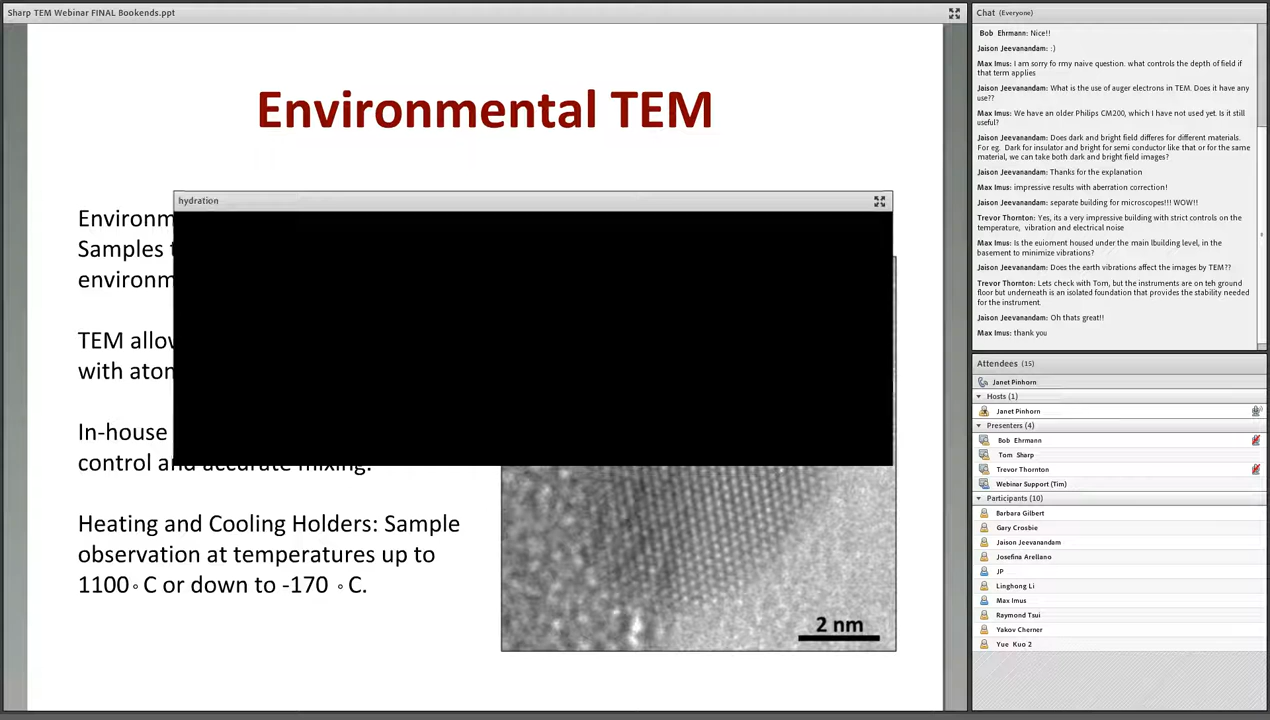 Sharp TEM Webinar FINAL Bookends.ppt
Environmental TEM
Environm
Samples t
environm
TEM allow
with aton
In-house
control and accurate mixing.
Heating and Cooling Holders: Sample
observation at temperatures up to
1100◦C or down to -170 ◦C.
hydration
2 nm
Chat (Everyone)
Bob Ehrmann: Nice!!
Jaison Jeevanandam: :)
Max Imus: I am sorry fo rmy naive question. what controls the depth of field if
that term applies
Jaison Jeevanandam: What is the use of auger electrons in TEM. Does it have any
use??
Max Imus: We have an older Philips CM200, which I have not used yet. Is it still
useful?
Jaison Jeevanandam: Does dark and bright field differes for different materials.
For eg. Dark for insulator and bright for semi conductor like that or for the same
material, we can take both dark and bright field images?
Jaison Jeevanandam: Thanks for the explanation
Max Imus: impressive results with aberration correction!
Jaison Jeevanandam: separate building for microscopes!!! WOW!!
Trevor Thornton: Yes, its a very impressive building with strict controls on the
temperature, vibration and electrical noise
Max Imus: Is the euioment housed under the main lbuilding level, in the
basement to minimize vibrations?
Jaison Jeevanandam: Does the earth vibrations affect the images by TEM??
Trevor Thornton: Lets check with Tom, but the instruments are on teh ground
floor but underneath is an isolated foundation that provides the stability needed
for the instrument.
Jaison Jeevanandam: Oh thats great!!
Max Imus: thank you
Attendees (15)
Janet Pinhorn
Hosts (1)
Janet Pinhorn
Presenters (4)
Bob Ehrmann
Tom Sharp
Trevor Thornton
Webinar Support (Tim)
Participants (10)
Barbara Gilbert
Gary Crosbie
Jaison Jeevanandam
Josefina Arellano
JP
Linghong Li
Max Imus
Raymond Tsui
Yakov Cherner
Yue Kuo 2